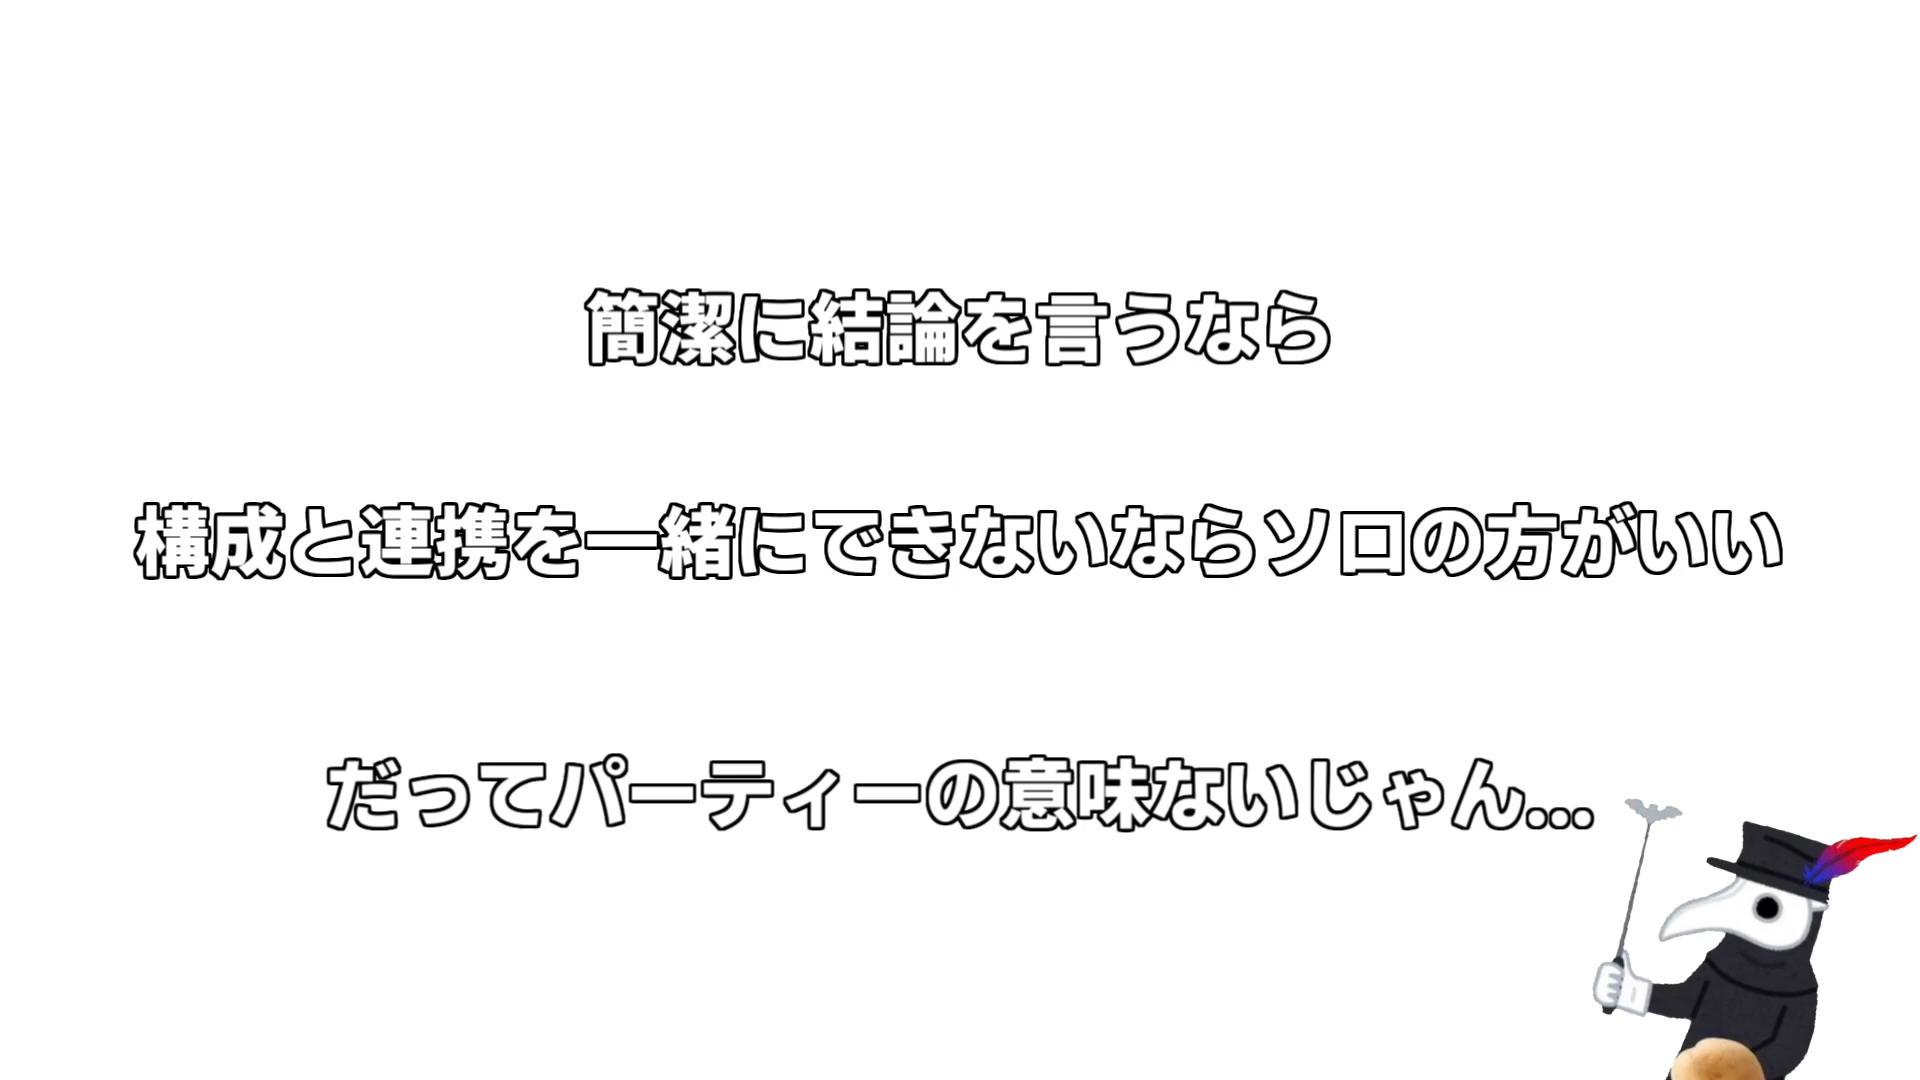 簡潔に結論を言うなら
構成と連携を一緒にできないならソロの方がいい
だってパーティーの意味ないじゃん...